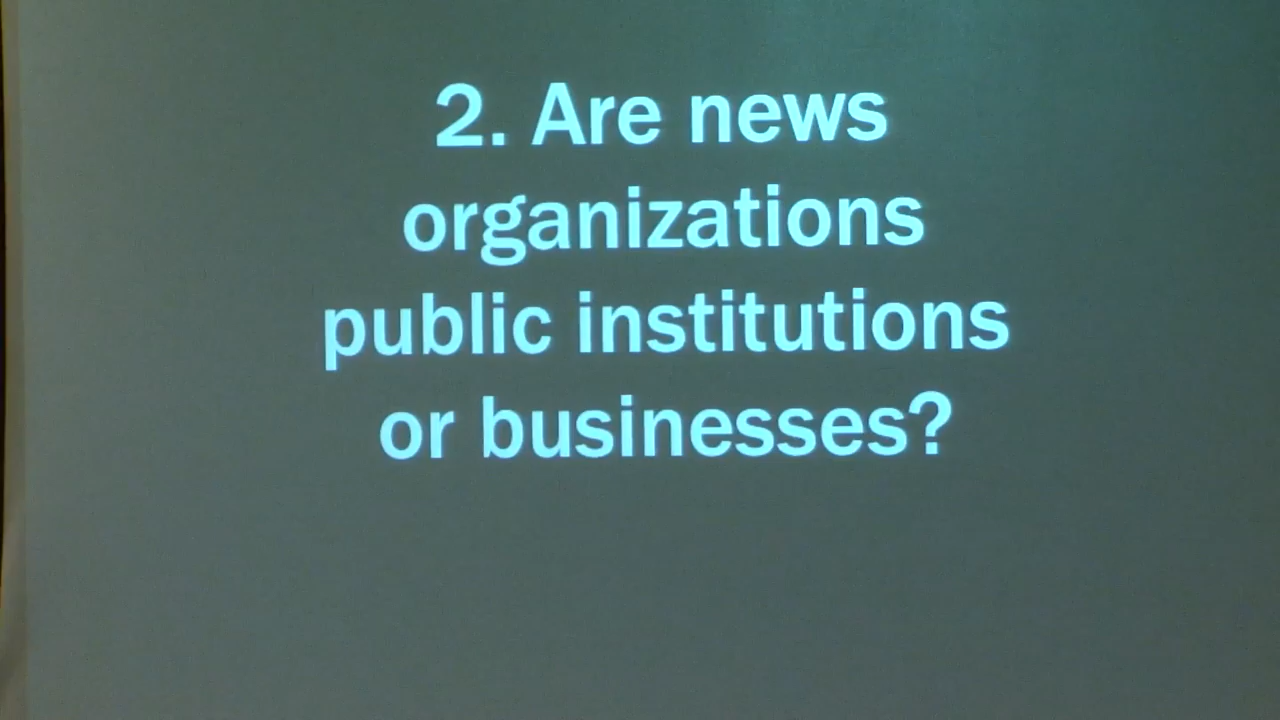 2. Are news
organizations
public institutions
or businesses?